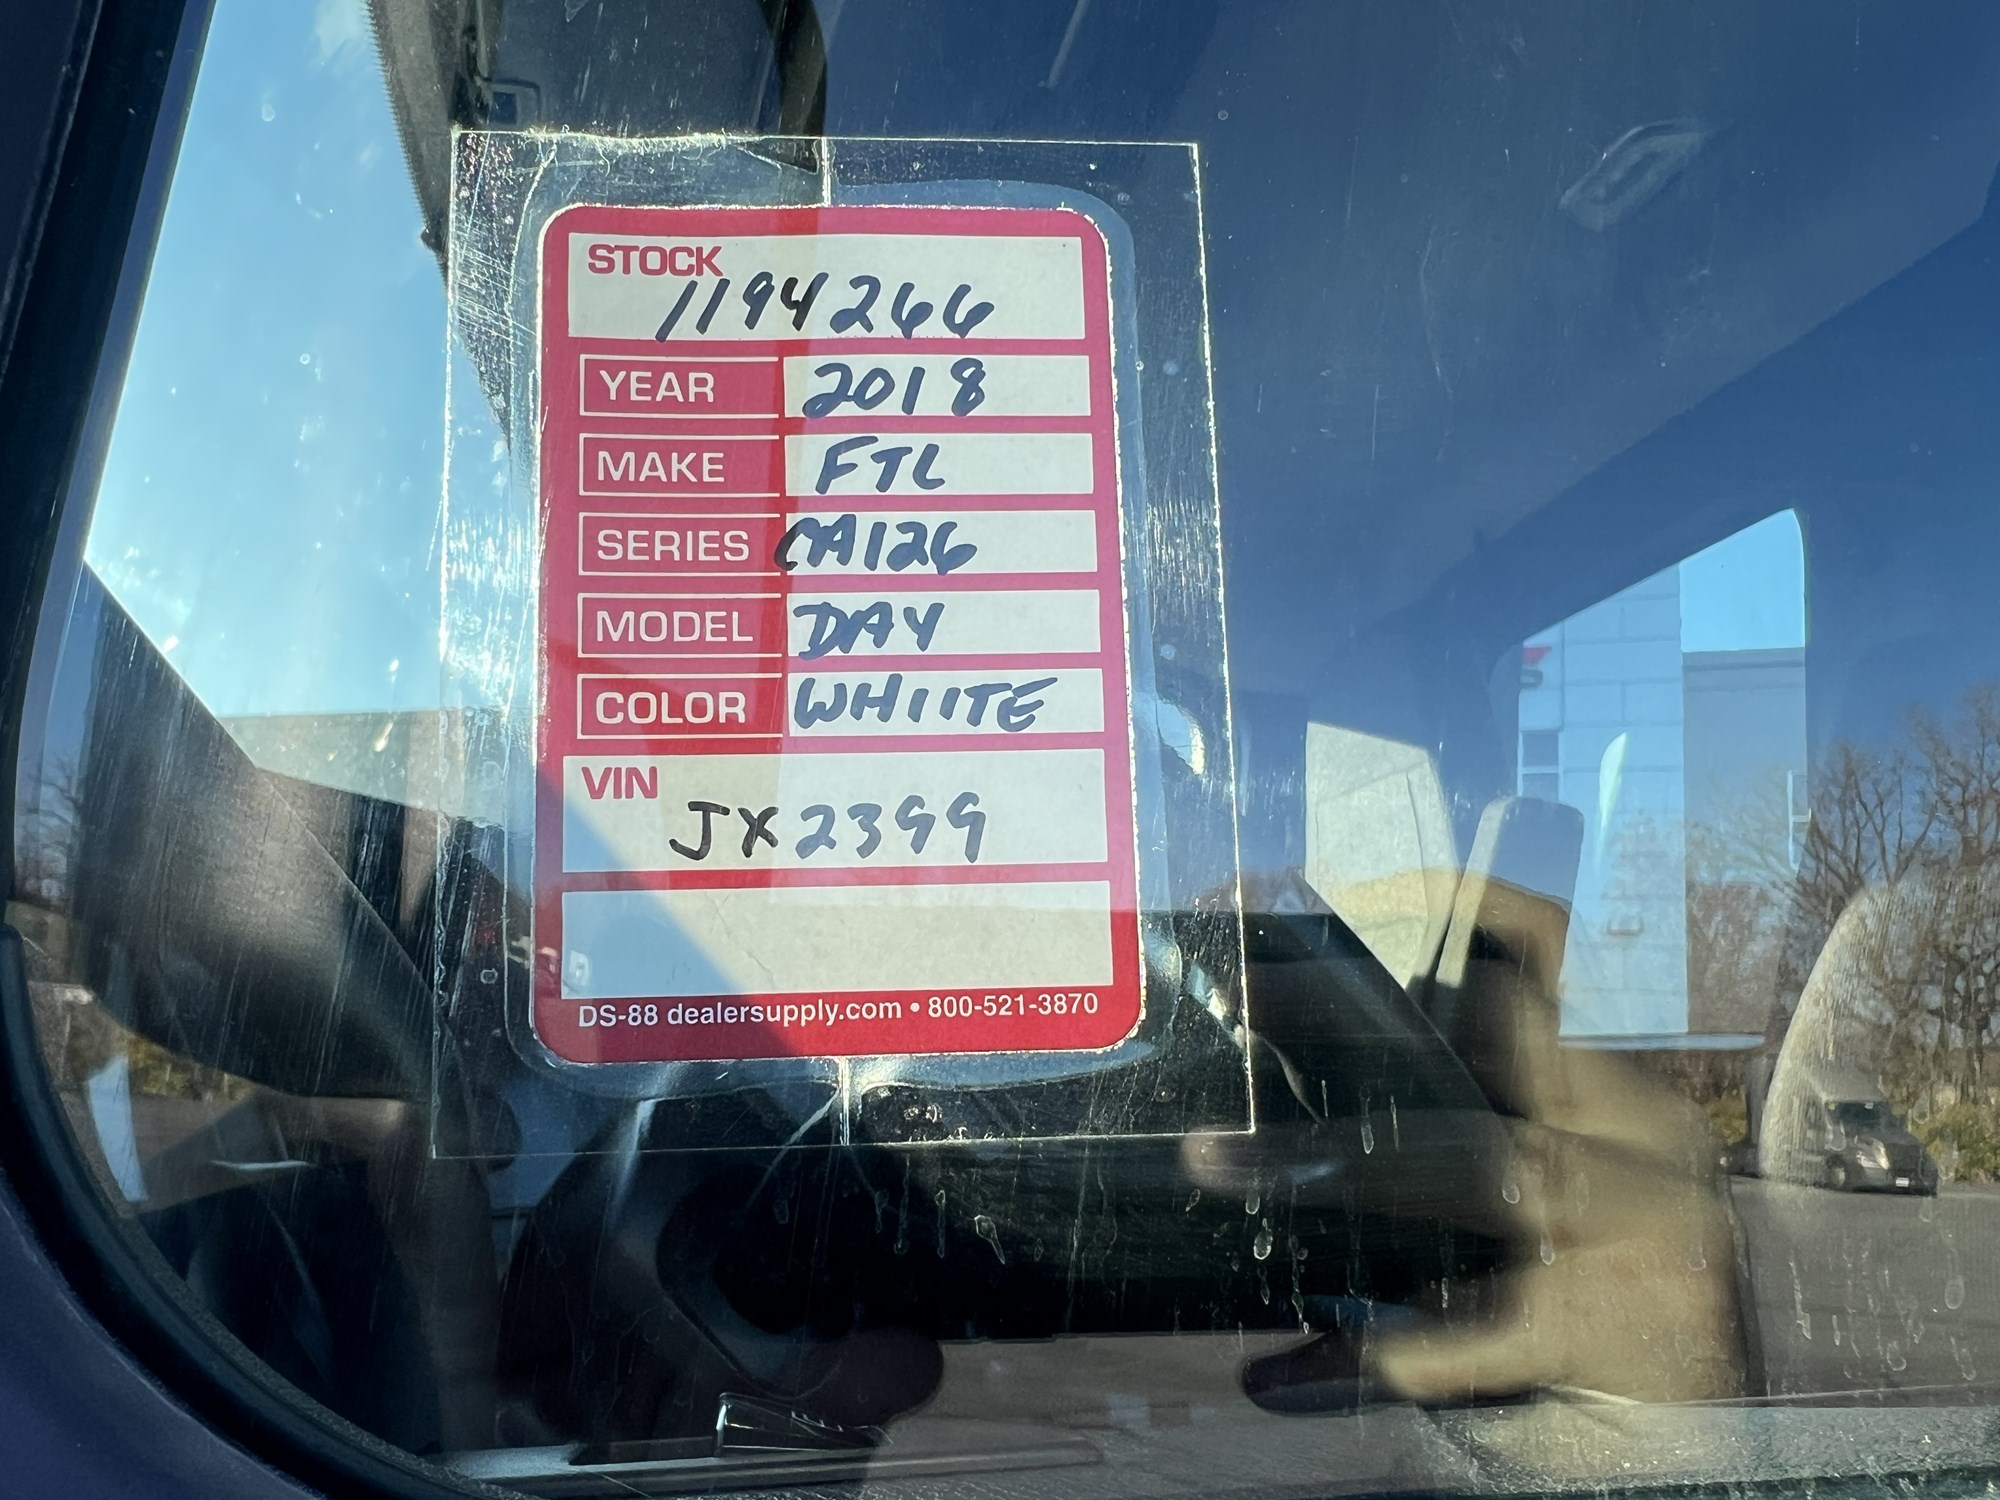 STOCK
1194266
YEAR 2018
MAKE FTL
SERIES CA126
MODEL DAY
COLOR WHIITE
VIN
JX2399
DS-88 dealersupply.com • 800-521-3870